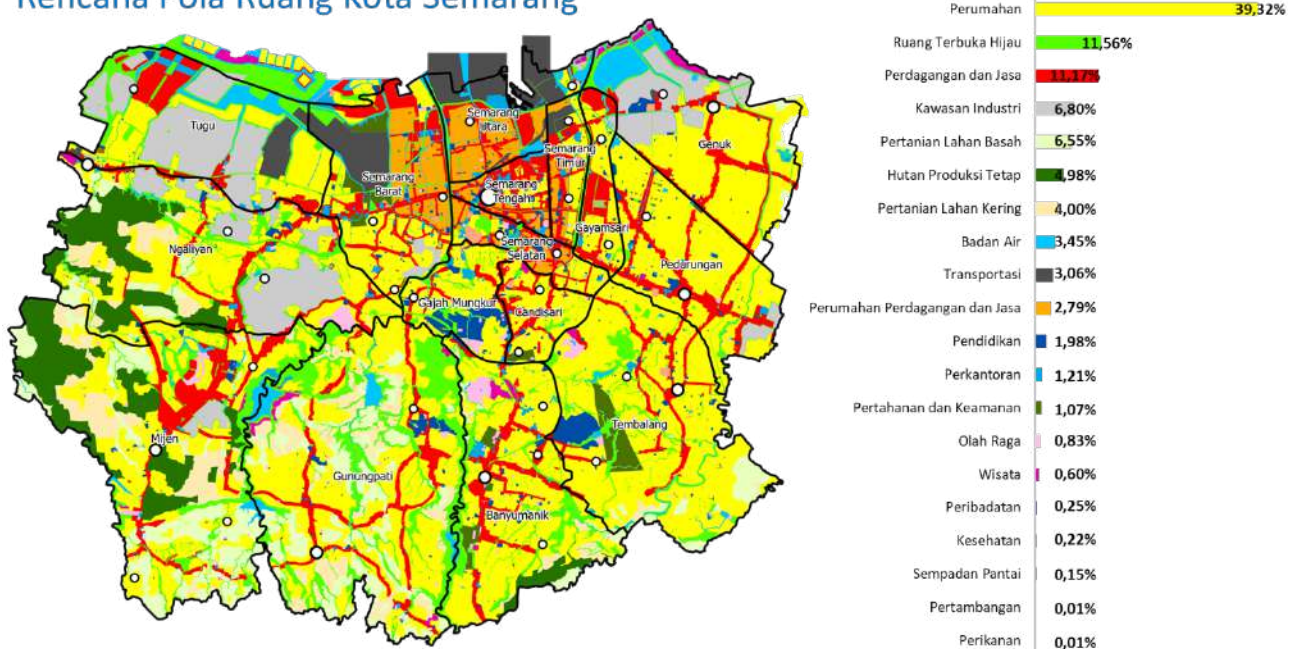 Rencana Pola Ruang Kota Semarang
Tugu
Semarang
Utara
Genuk
Semarang
Timur
Semarang
Barat
Semarang
Tengah
Gayamsari
Semarang
Selatan
Ngaliyan
Pedurungan
Gajah Mungkur
Candisari
Mijen
Tembalang
Gunungpati
Banyumanik
Perumahan 39,32%
Ruang Terbuka Hijau 11,56%
Perdagangan dan Jasa 11,17%
Kawasan Industri 6,80%
Pertanian Lahan Basah 6,55%
Hutan Produksi Tetap 4,98%
Pertanian Lahan Kering 4,00%
Badan Air 3,45%
Transportasi 3,06%
Perumahan Perdagangan dan Jasa 2,79%
Pendidikan 1,98%
Perkantoran 1,21%
Pertahanan dan Keamanan 1,07%
Olah Raga 0,83%
Wisata 0,60%
Peribadatan 0,25%
Kesehatan 0,22%
Sempadan Pantai 0,15%
Pertambangan 0,01%
Perikanan 0,01%